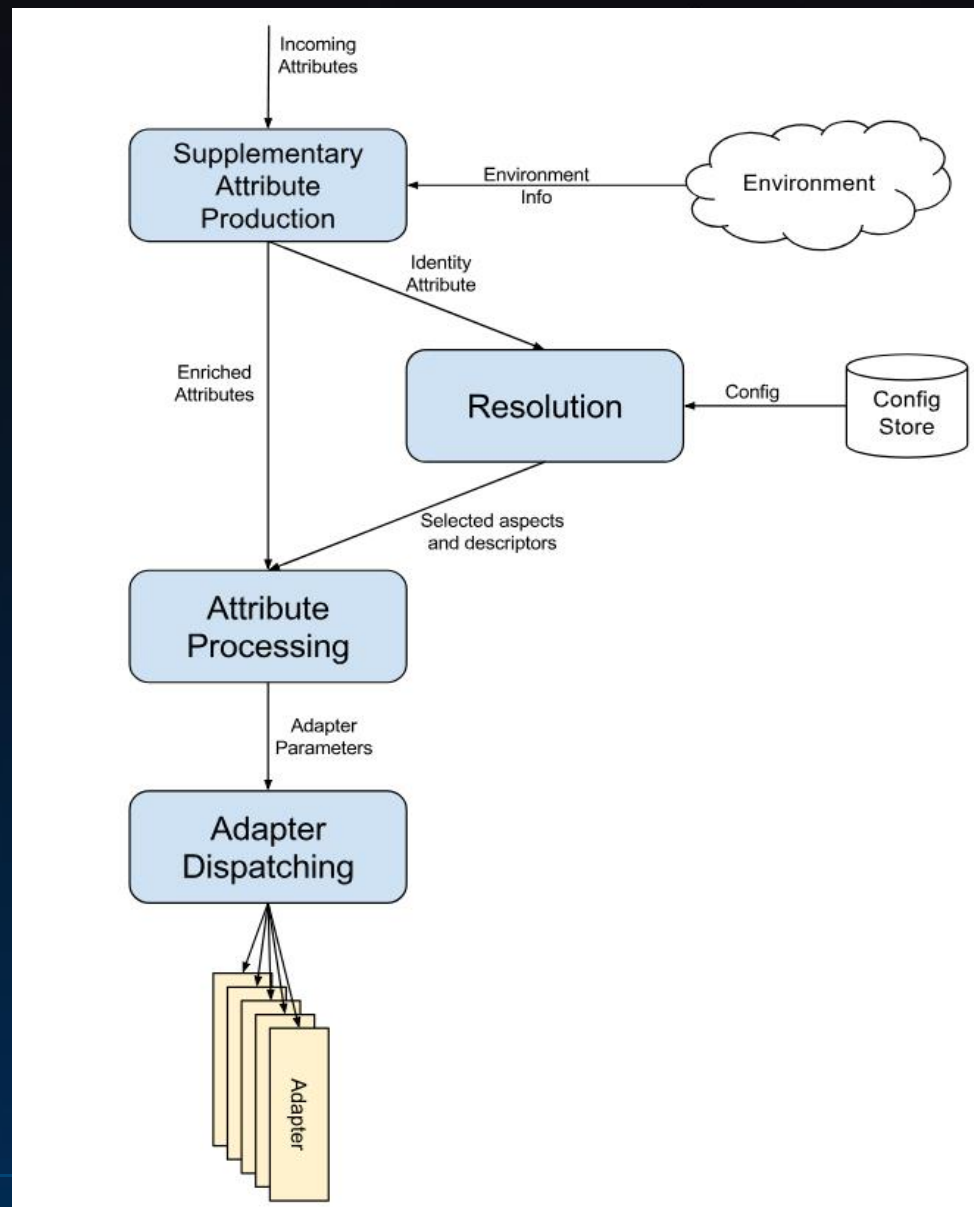 Incoming
Attributes
Supplementary
Attribute
Production
Environment
Info
Environment
Identity
Attribute
Enriched
Attributes
Resolution
Config
Config
Store
Selected aspects
and descriptors
Attribute
Processing
Adapter
Parameters
Adapter
Dispatching
Adapter